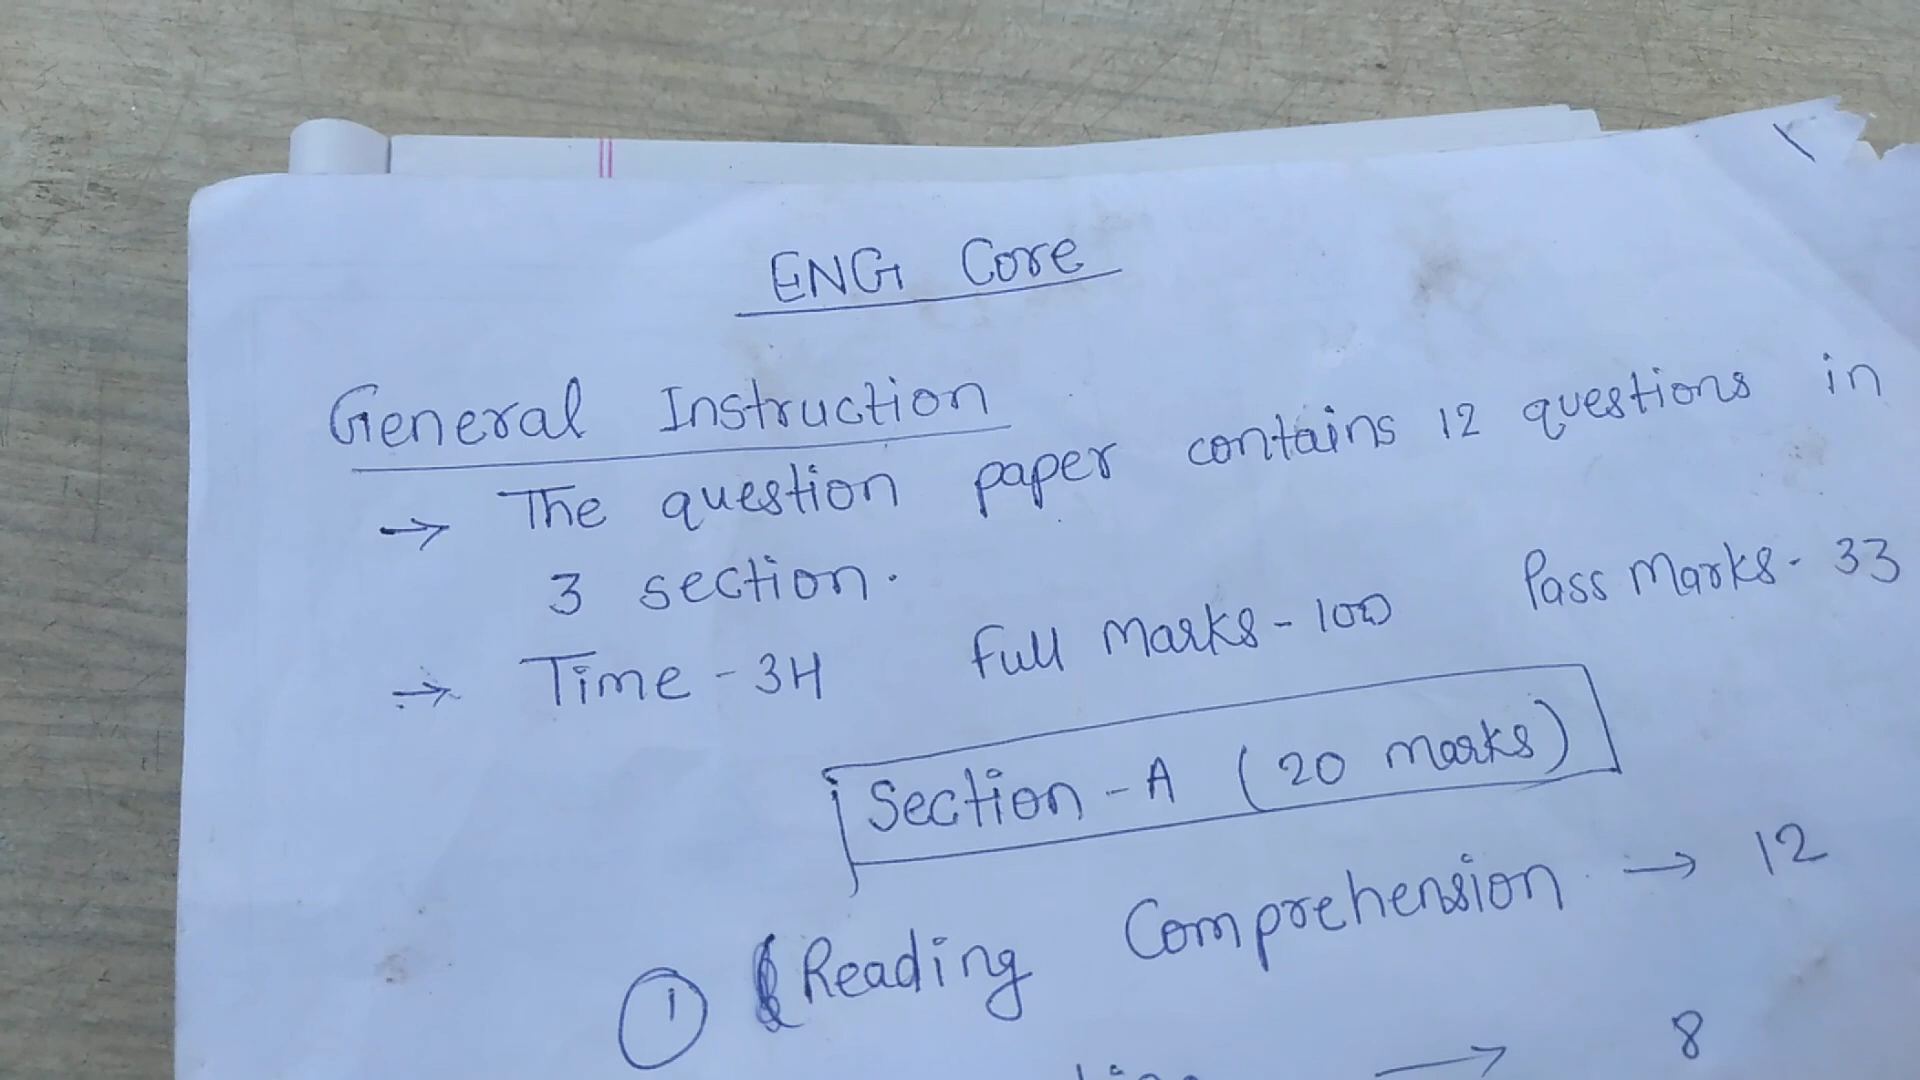 ENG Core
General Instruction
→ The question paper contains 12 questions in
3 section.
→ Time - 3H Full Marks - 100 Pass Marks - 33
Section - A (20 marks)
① Reading Comprehension → 12
→ 8